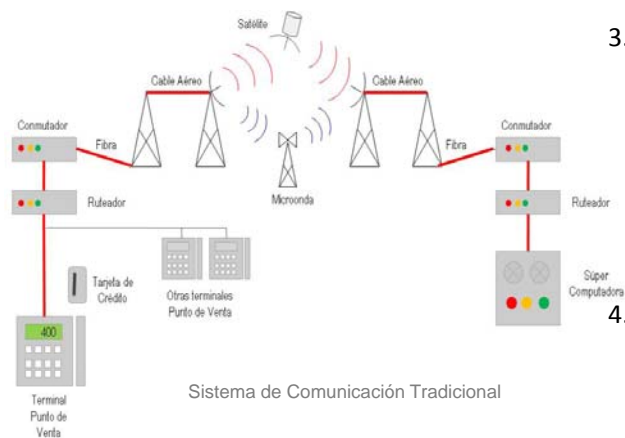 Satélite
3.
Cable Aéreo
Cable Aéreo
Conmutador
Fibra
Fibra
Conmutador
Microonda
Ruteador
Ruteador
Tarjeta de
Crédito
Otras terminales
Punto de Venta
Súper
Computadora
400
4.
Sistema de Comunicación Tradicional
Terminal
Punto de
Venta